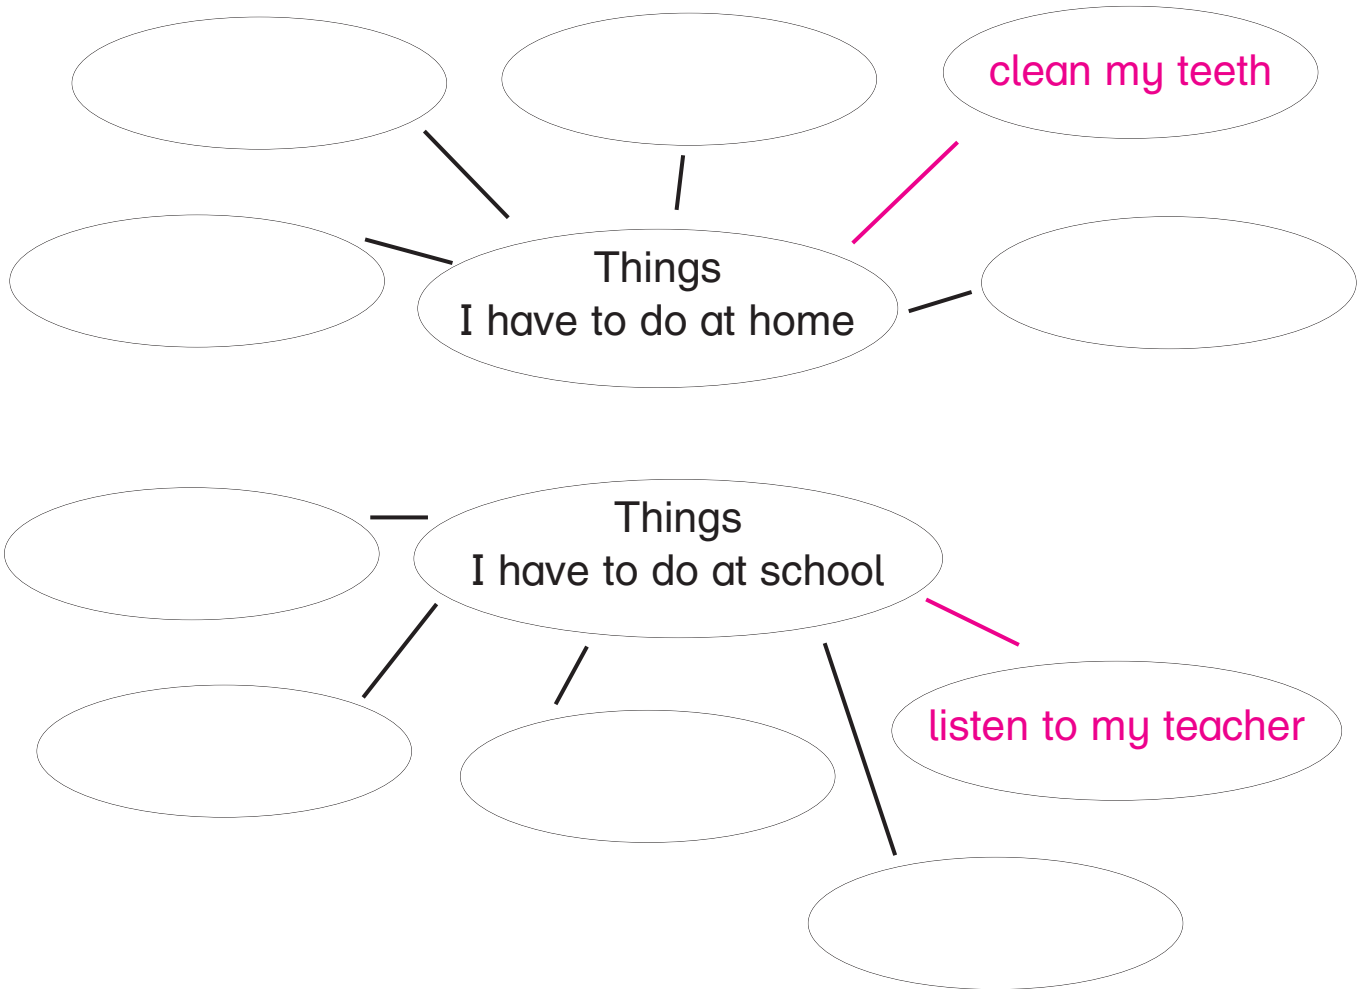 clean my teeth
Things
I have to do at home
Things
I have to do at school
listen to my teacher